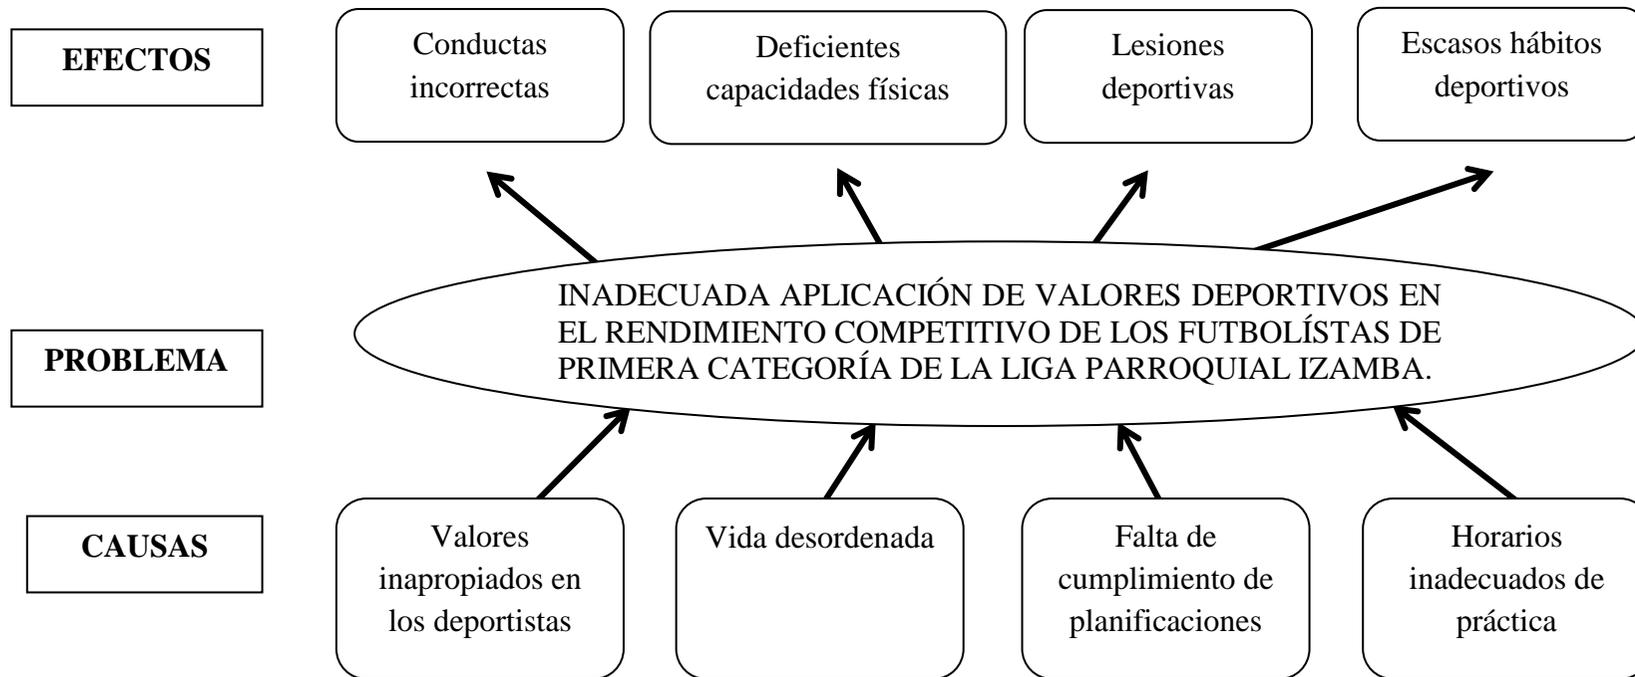 EFECTOS
Conductas
incorrectas
Deficientes
capacidades físicas
Lesiones
deportivas
Escasos hábitos
deportivos
PROBLEMA
INADECUADA APLICACIÓN DE VALORES DEPORTIVOS EN
EL RENDIMIENTO COMPETITIVO DE LOS FUTBOLÍSTAS DE
PRIMERA CATEGORÍA DE LA LIGA PARROQUIAL IZAMBA.
CAUSAS
Valores
inapropiados en
los deportistas
Vida desordenada
Falta de
cumplimiento de
planificaciones
Horarios
inadecuados de
práctica